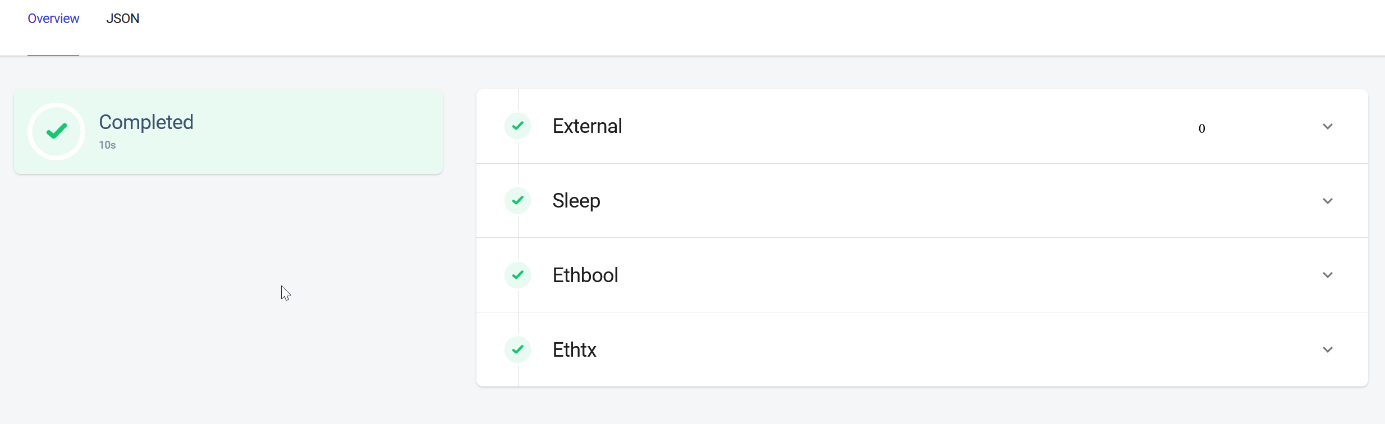 Overview JSON
Completed
10s
External 0
Sleep
Ethbool
Ethtx